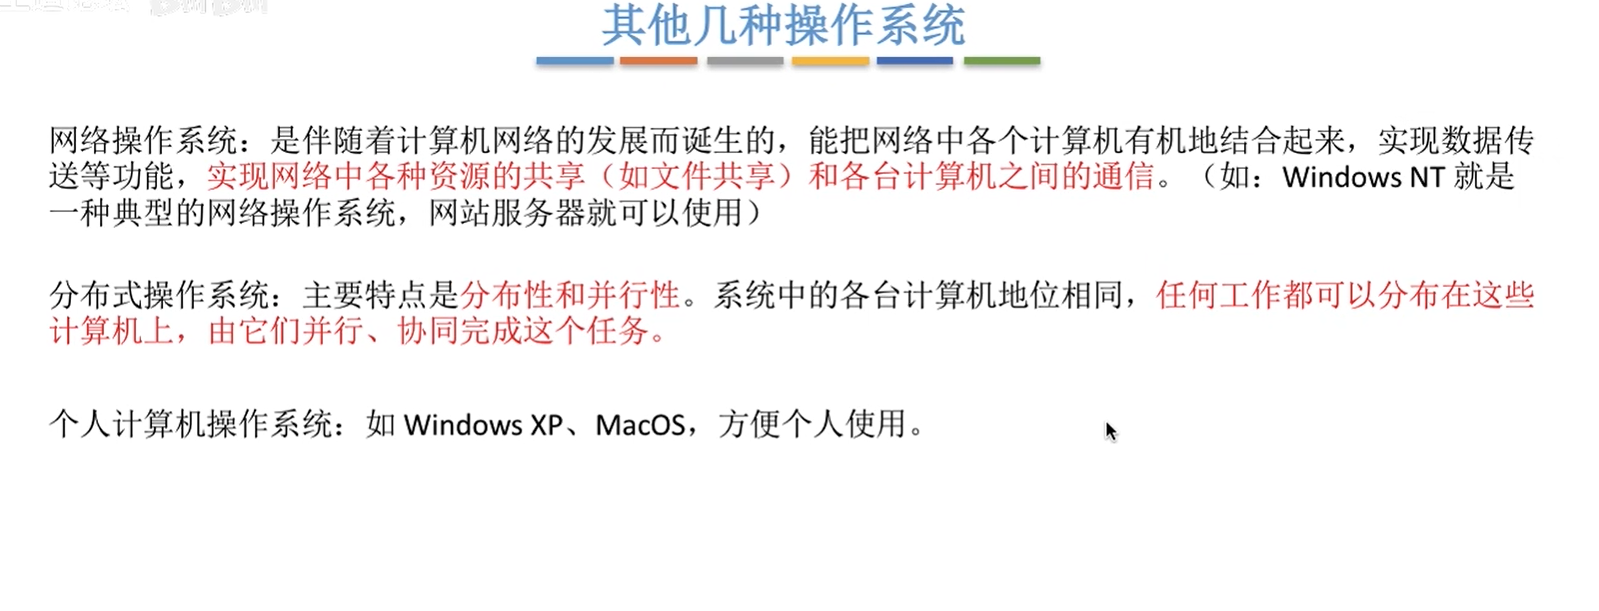 其他几种操作系统
网络操作系统：是伴随着计算机网络的发展而诞生的，能把网络中各个计算机有机地结合起来，实现数据传
送等功能，实现网络中各种资源的共享（如文件共享）和各台计算机之间的通信。（如：Windows NT 就是
一种典型的网络操作系统，网站服务器就可以使用）
分布式操作系统：主要特点是分布性和并行性。系统中的各台计算机地位相同，任何工作都可以分布在这些
计算机上，由它们并行、协同完成这个任务。
个人计算机操作系统：如 Windows XP、MacOS，方便个人使用。